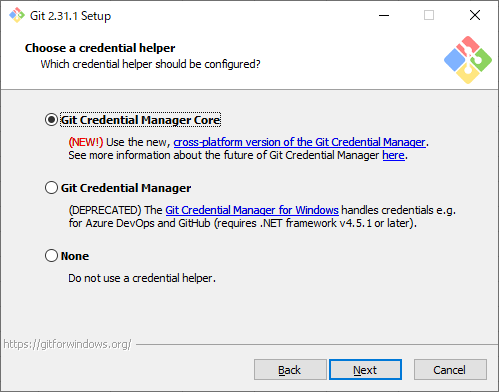 Git 2.31.1 Setup
Choose a credential helper
Which credential helper should be configured?
Git Credential Manager Core
(NEW!) Use the new, cross-platform version of the Git Credential Manager.
See more information about the future of Git Credential Manager here.
Git Credential Manager
(DEPRECATED) The Git Credential Manager for Windows handles credentials e.g.
for Azure DevOps and GitHub (requires .NET framework v4.5.1 or later).
None
Do not use a credential helper.
https://gitforwindows.org/
Back Next Cancel